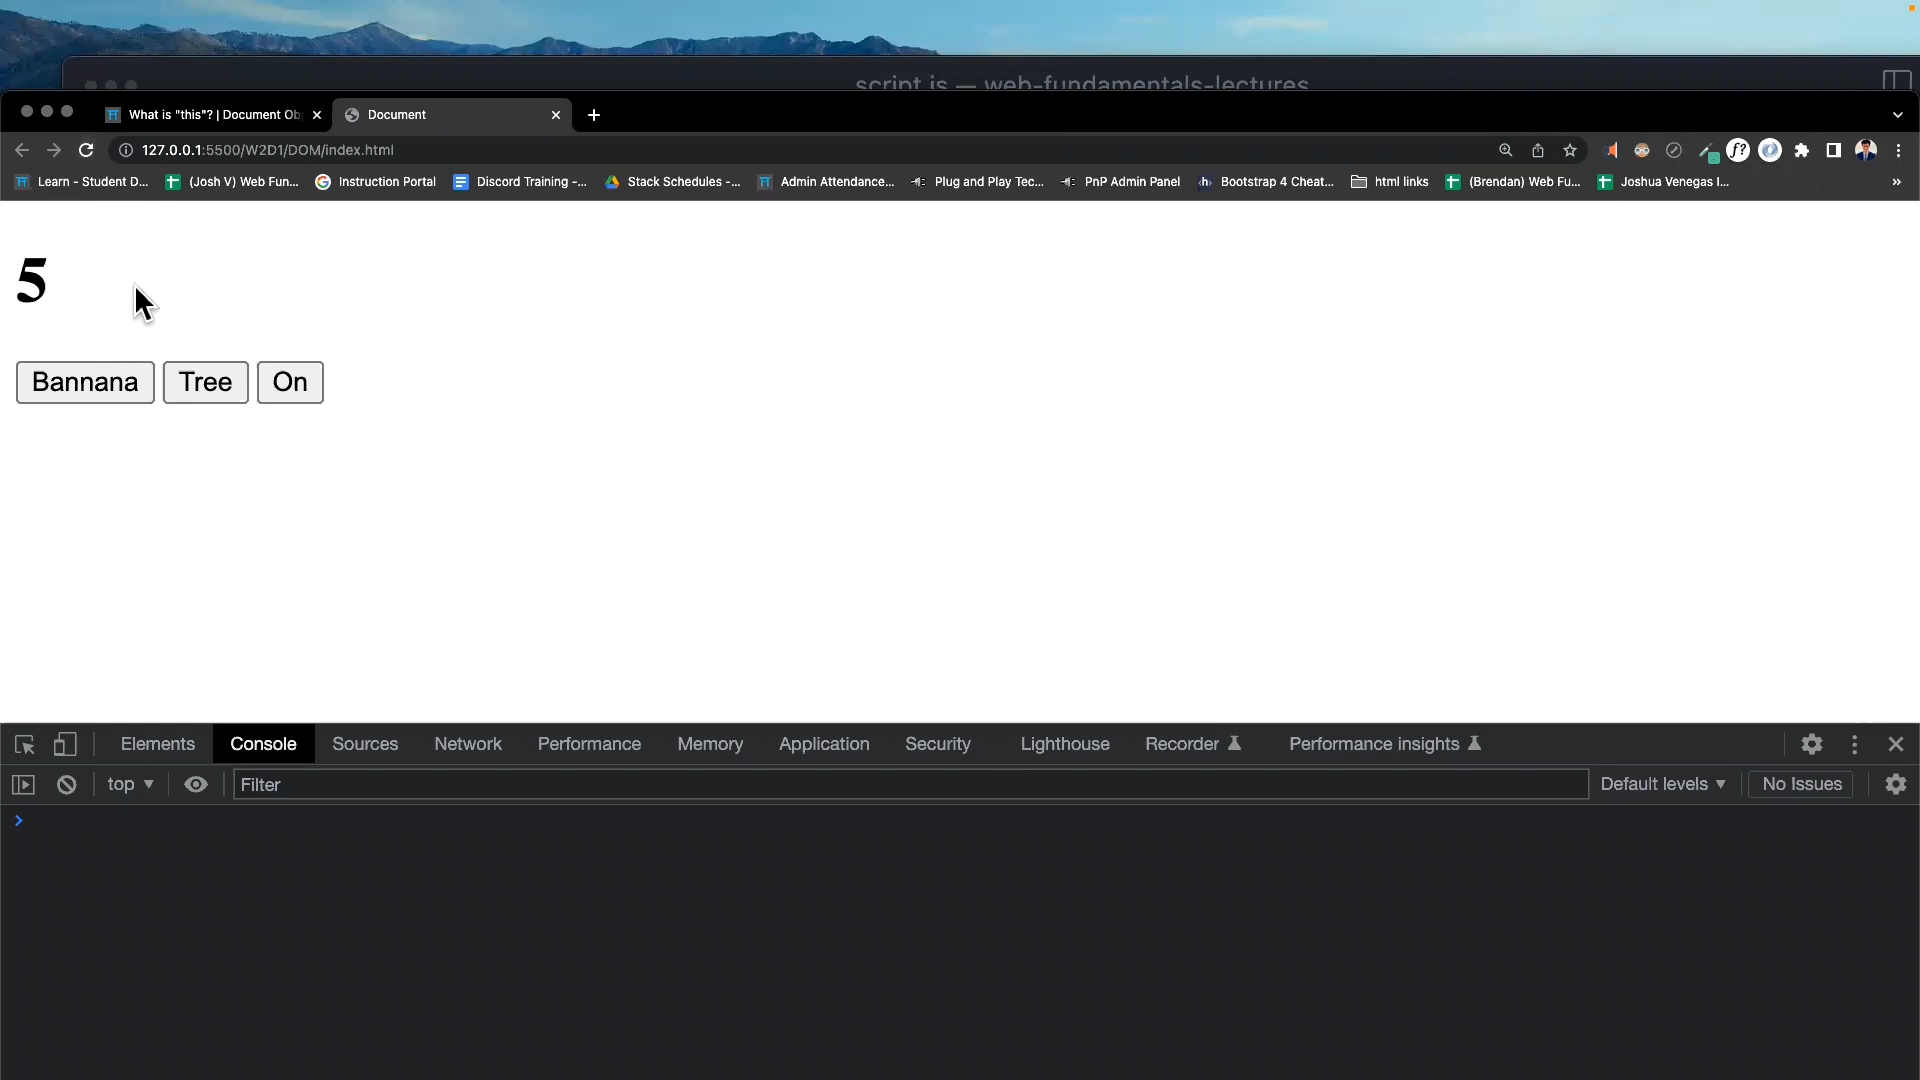 script.js — web-fundamentals-lectures
What is "this"? | Document Ob
Document
127.0.0.1:5500/W2D1/DOM/index.html
Learn - Student D... (Josh V) Web Fun... Instruction Portal Discord Training -... Stack Schedules -... Admin Attendance... Plug and Play Tec... PnP Admin Panel Bootstrap 4 Cheat... html links (Brendan) Web Fu... Joshua Venegas I...
5
Bannana Tree On
Elements Console Sources Network Performance Memory Application Security Lighthouse Recorder Performance insights
top Filter Default levels No Issues